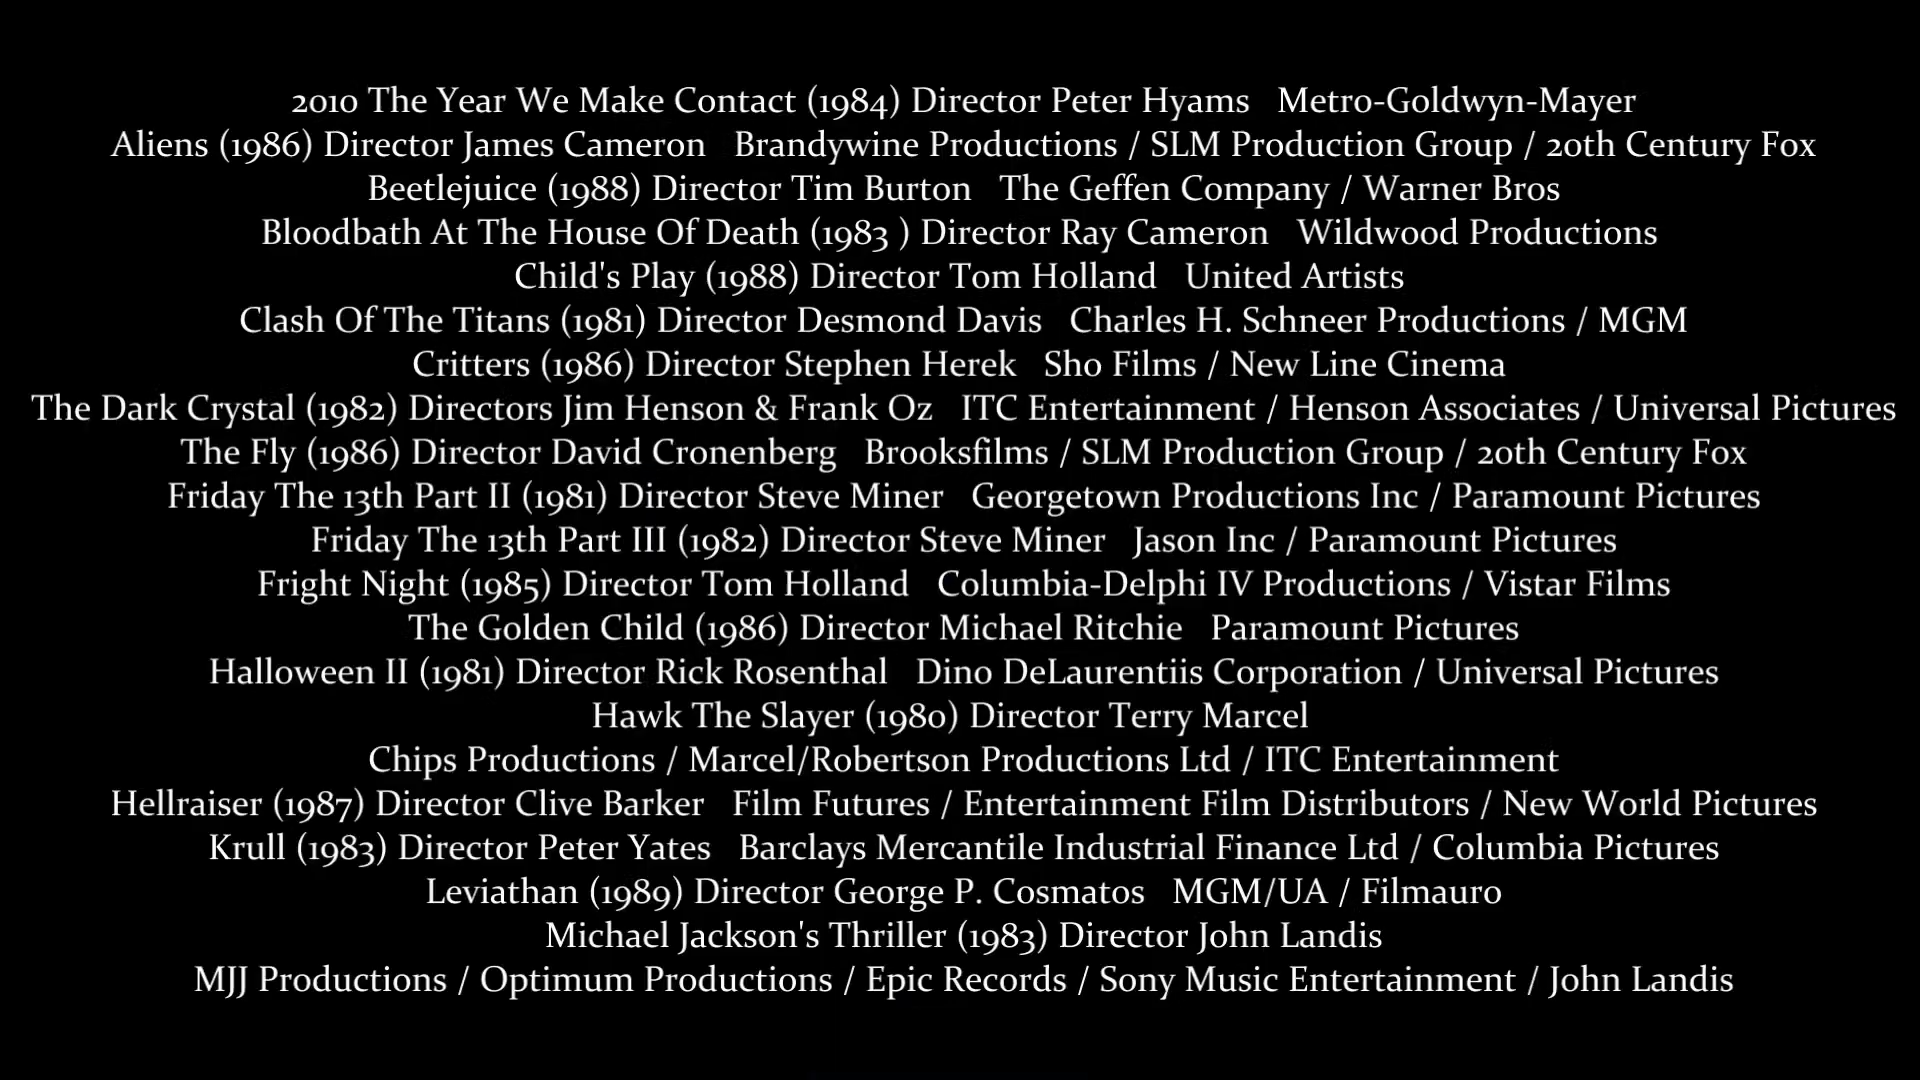 2010 The Year We Make Contact (1984) Director Peter Hyams   Metro-Goldwyn-Mayer
Aliens (1986) Director James Cameron   Brandywine Productions / SLM Production Group / 20th Century Fox
Beetlejuice (1988) Director Tim Burton   The Geffen Company / Warner Bros
Bloodbath At The House Of Death (1983 ) Director Ray Cameron   Wildwood Productions
Child's Play (1988) Director Tom Holland   United Artists
Clash Of The Titans (1981) Director Desmond Davis   Charles H. Schneer Productions / MGM
Critters (1986) Director Stephen Herek   Sho Films / New Line Cinema
The Dark Crystal (1982) Directors Jim Henson & Frank Oz   ITC Entertainment / Henson Associates / Universal Pictures
The Fly (1986) Director David Cronenberg   Brooksfilms / SLM Production Group / 20th Century Fox
Friday The 13th Part II (1981) Director Steve Miner   Georgetown Productions Inc / Paramount Pictures
Friday The 13th Part III (1982) Director Steve Miner   Jason Inc / Paramount Pictures
Fright Night (1985) Director Tom Holland   Columbia-Delphi IV Productions / Vistar Films
The Golden Child (1986) Director Michael Ritchie   Paramount Pictures
Halloween II (1981) Director Rick Rosenthal   Dino DeLaurentiis Corporation / Universal Pictures
Hawk The Slayer (1980) Director Terry Marcel
Chips Productions / Marcel/Robertson Productions Ltd / ITC Entertainment
Hellraiser (1987) Director Clive Barker   Film Futures / Entertainment Film Distributors / New World Pictures
Krull (1983) Director Peter Yates   Barclays Mercantile Industrial Finance Ltd / Columbia Pictures
Leviathan (1989) Director George P. Cosmatos   MGM/UA / Filmauro
Michael Jackson's Thriller (1983) Director John Landis
MJJ Productions / Optimum Productions / Epic Records / Sony Music Entertainment / John Landis